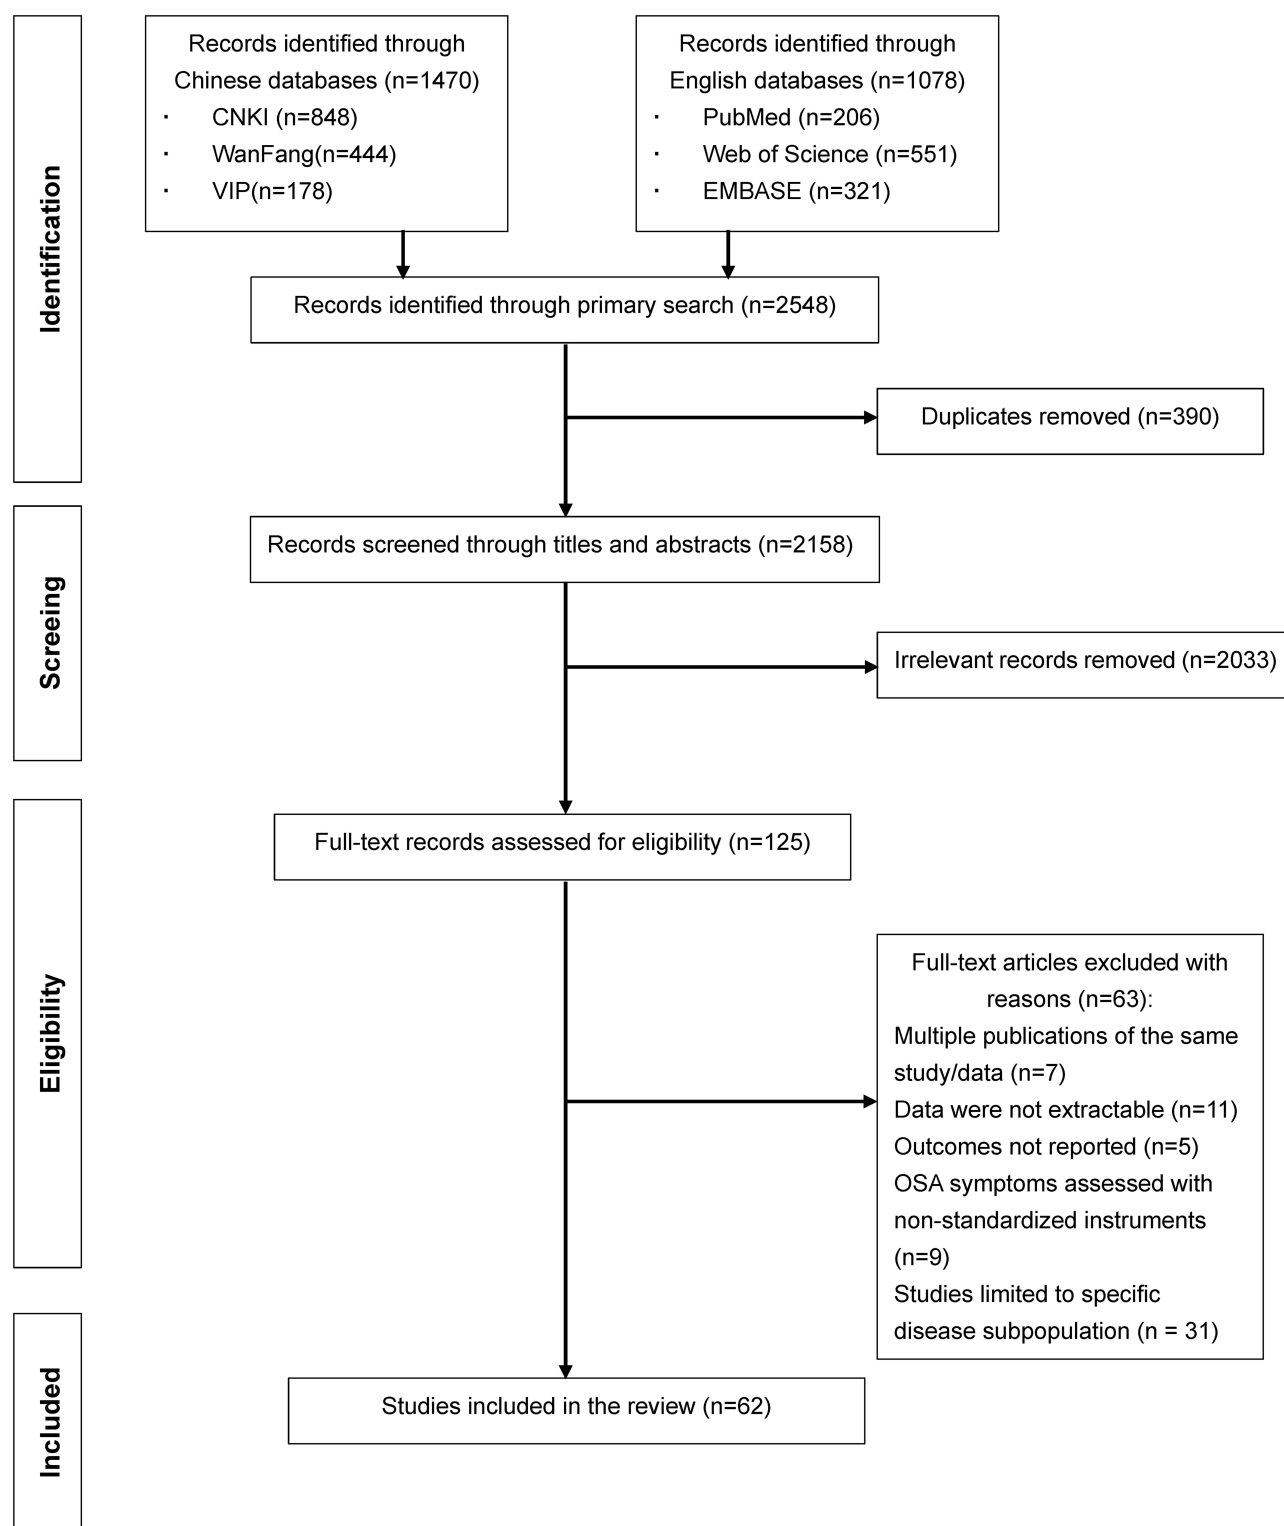 Identification
Records identified through
Chinese databases (n=1470)
· CNKI (n=848)
· WanFang(n=444)
· VIP(n=178)
Records identified through
English databases (n=1078)
· PubMed (n=206)
· Web of Science (n=551)
· EMBASE (n=321)
Records identified through primary search (n=2548)
Duplicates removed (n=390)
Screeing
Records screened through titles and abstracts (n=2158)
Irrelevant records removed (n=2033)
Eligibility
Full-text records assessed for eligibility (n=125)
Full-text articles excluded with
reasons (n=63):
Multiple publications of the same
study/data (n=7)
Data were not extractable (n=11)
Outcomes not reported (n=5)
OSA symptoms assessed with
non-standardized instruments
(n=9)
Studies limited to specific
disease subpopulation (n = 31)
Included
Studies included in the review (n=62)